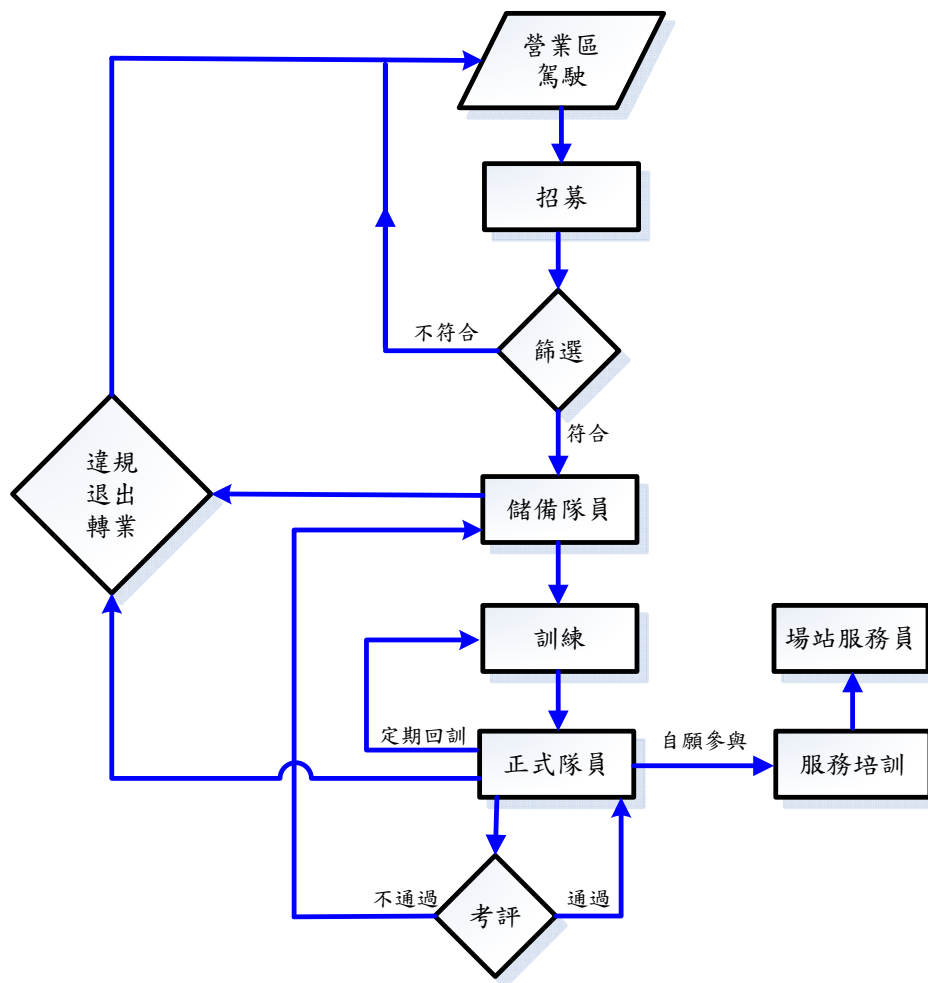 營業區
駕駛
招募
不符合
篩選
符合
違規
退出
轉業
儲備隊員
訓練
場站服務員
定期回訓
自願參與
正式隊員
服務培訓
不通過
通過
考評